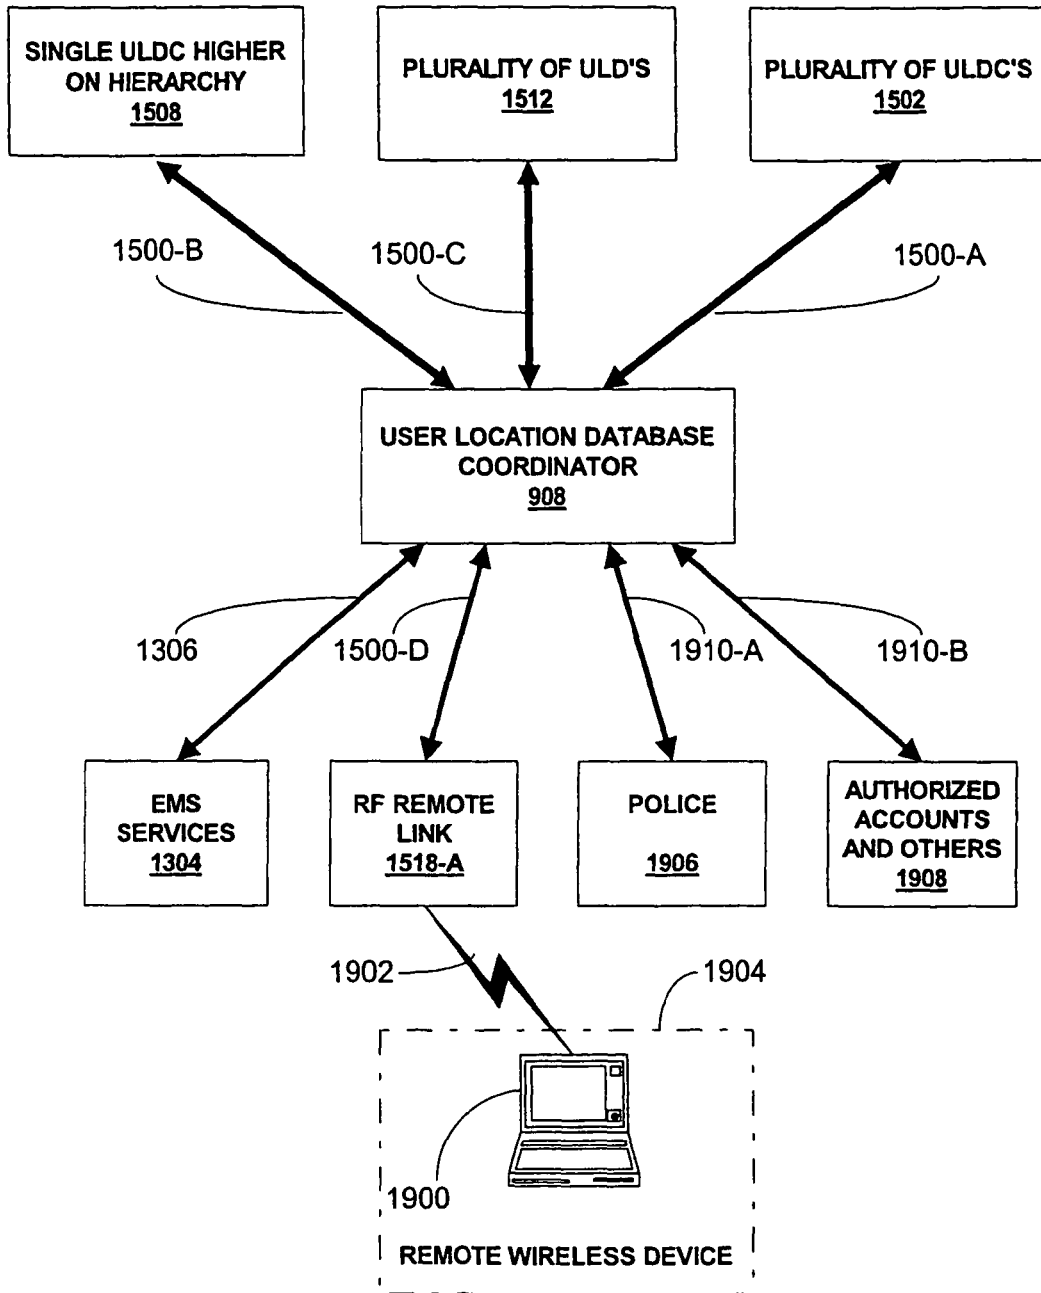 SINGLE ULDC HIGHER
ON HIERARCHY
1508
PLURALITY OF ULD'S
1512
PLURALITY OF ULDC'S
1502
1500-B
1500-C
1500-A
USER LOCATION DATABASE
COORDINATOR
908
1306
1500-D
1910-A
1910-B
EMS
SERVICES
1304
RF REMOTE
LINK
1518-A
POLICE
1906
AUTHORIZED
ACCOUNTS
AND OTHERS
1908
1902
1904
1900
REMOTE WIRELESS DEVICE